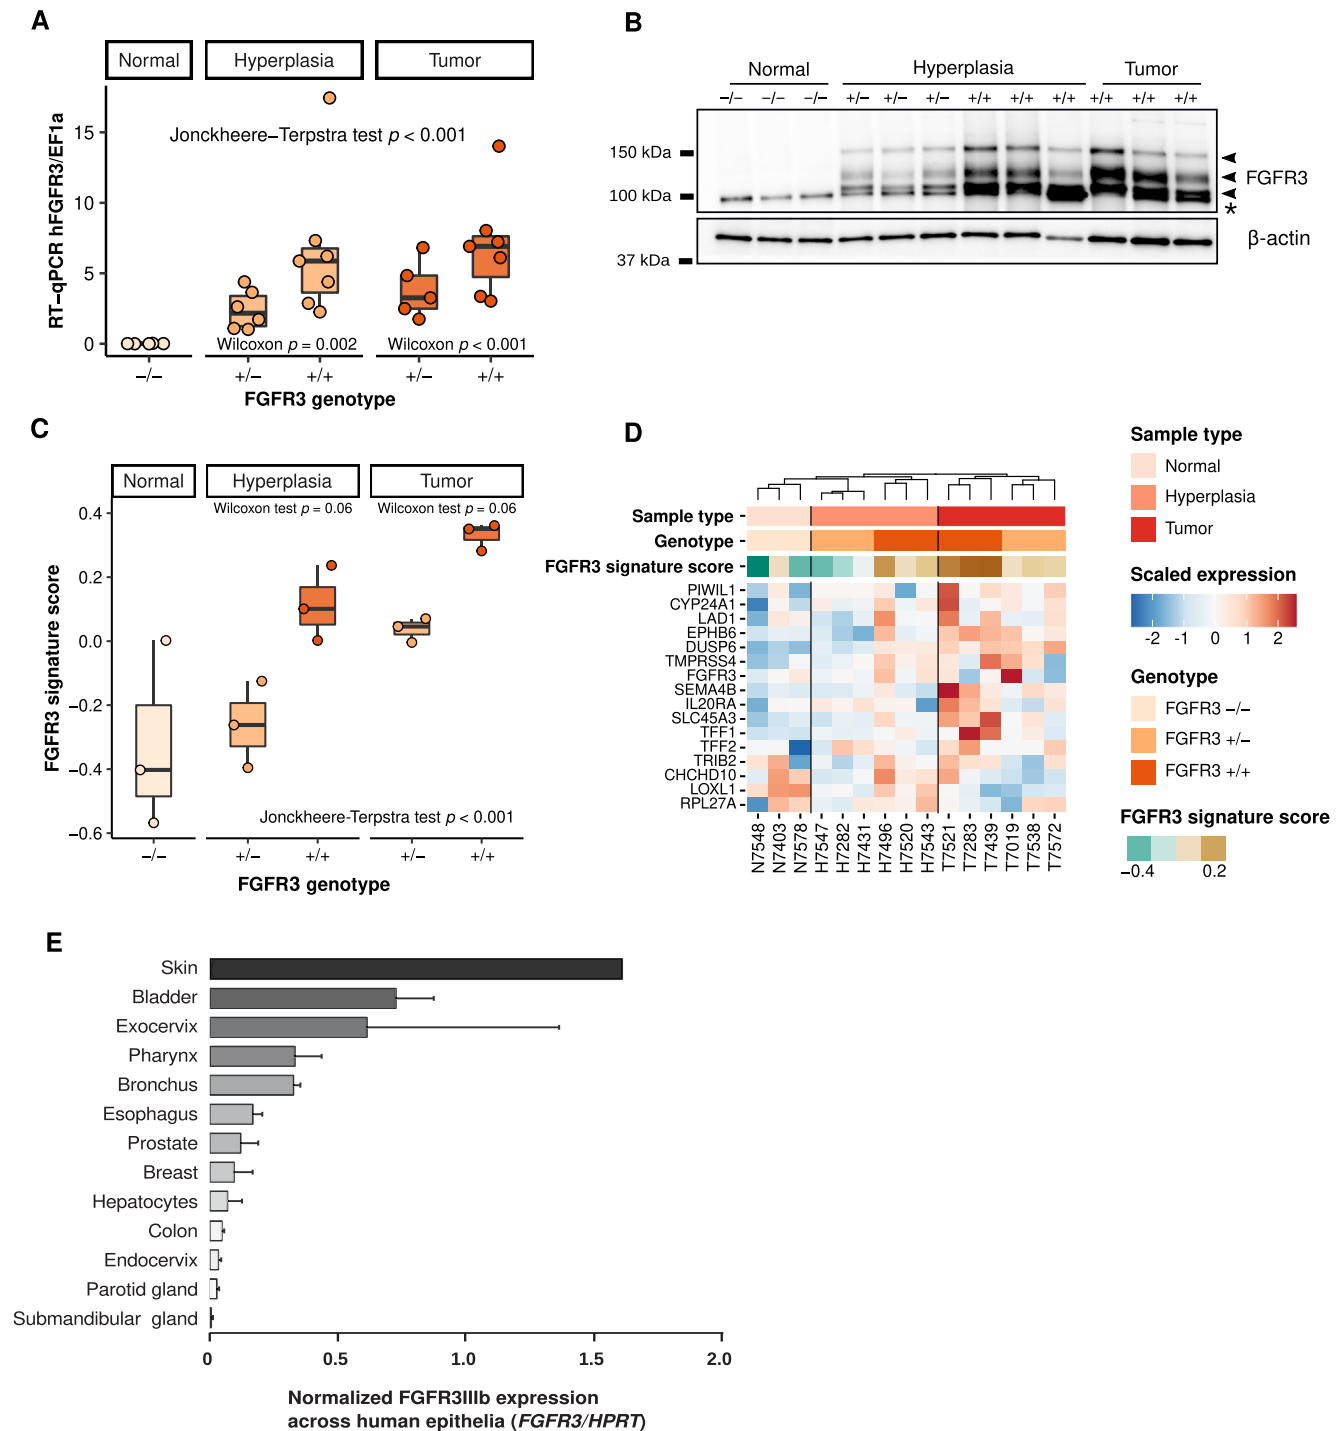 A
Normal
Hyperplasia
Tumor
Jonckheere–Terpstra test p < 0.001
RT–qPCR hFGFR3/EF1a
15
10
5
0
Wilcoxon p = 0.002
Wilcoxon p < 0.001
–/–
+/–
+/+
+/–
+/+
FGFR3 genotype
B
Normal
Hyperplasia
Tumor
–/– –/– –/– +/– +/– +/– +/+ +/+ +/+ +/+ +/+ +/+
150 kDa
100 kDa
37 kDa
FGFR3
*
β-actin
C
Normal
Hyperplasia
Tumor
Wilcoxon test p = 0.06
Wilcoxon test p = 0.06
FGFR3 signature score
0.4
0.2
0.0
–0.2
–0.4
–0.6
Jonckheere-Terpstra test p < 0.001
–/–
+/–
+/+
+/–
+/+
FGFR3 genotype
D
Sample type
Genotype
FGFR3 signature score
PIWIL1
CYP24A1
LAD1
EPHB6
DUSP6
TMPRSS4
FGFR3
SEMA4B
IL20RA
SLC45A3
TFF1
TFF2
TRIB2
CHCHD10
LOXL1
RPL27A
N7548
N7403
N7578
H7547
H7282
H7431
H7496
H7520
H7543
T7521
T7283
T7439
T7019
T7538
T7572
Sample type
Normal
Hyperplasia
Tumor
Scaled expression
-2 -1 0 1 2
Genotype
FGFR3 –/–
FGFR3 +/–
FGFR3 +/+
FGFR3 signature score
–0.4 0.2
E
Skin
Bladder
Exocervix
Pharynx
Bronchus
Esophagus
Prostate
Breast
Hepatocytes
Colon
Endocervix
Parotid gland
Submandibular gland
0 0.5 1.0 1.5 2.0
Normalized FGFR3IIIb expression
across human epithelia (FGFR3/HPRT)